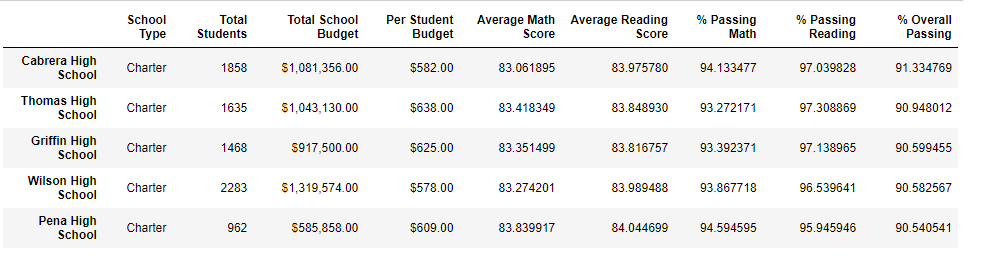 School Total Total School Per Student Average Math Average Reading % Passing % Passing % Overall
Type Students Budget Budget Score Score Math Reading Passing
Cabrera High
School Charter 1858 $1,081,356.00 $582.00 83.061895 83.975780 94.133477 97.039828 91.334769
Thomas High
School Charter 1635 $1,043,130.00 $638.00 83.418349 83.848930 93.272171 97.308869 90.948012
Griffin High
School Charter 1468 $917,500.00 $625.00 83.351499 83.816757 93.392371 97.138965 90.599455
Wilson High
School Charter 2283 $1,319,574.00 $578.00 83.274201 83.989488 93.867718 96.539641 90.582567
Pena High
School Charter 962 $585,858.00 $609.00 83.839917 84.044699 94.594595 95.945946 90.540541